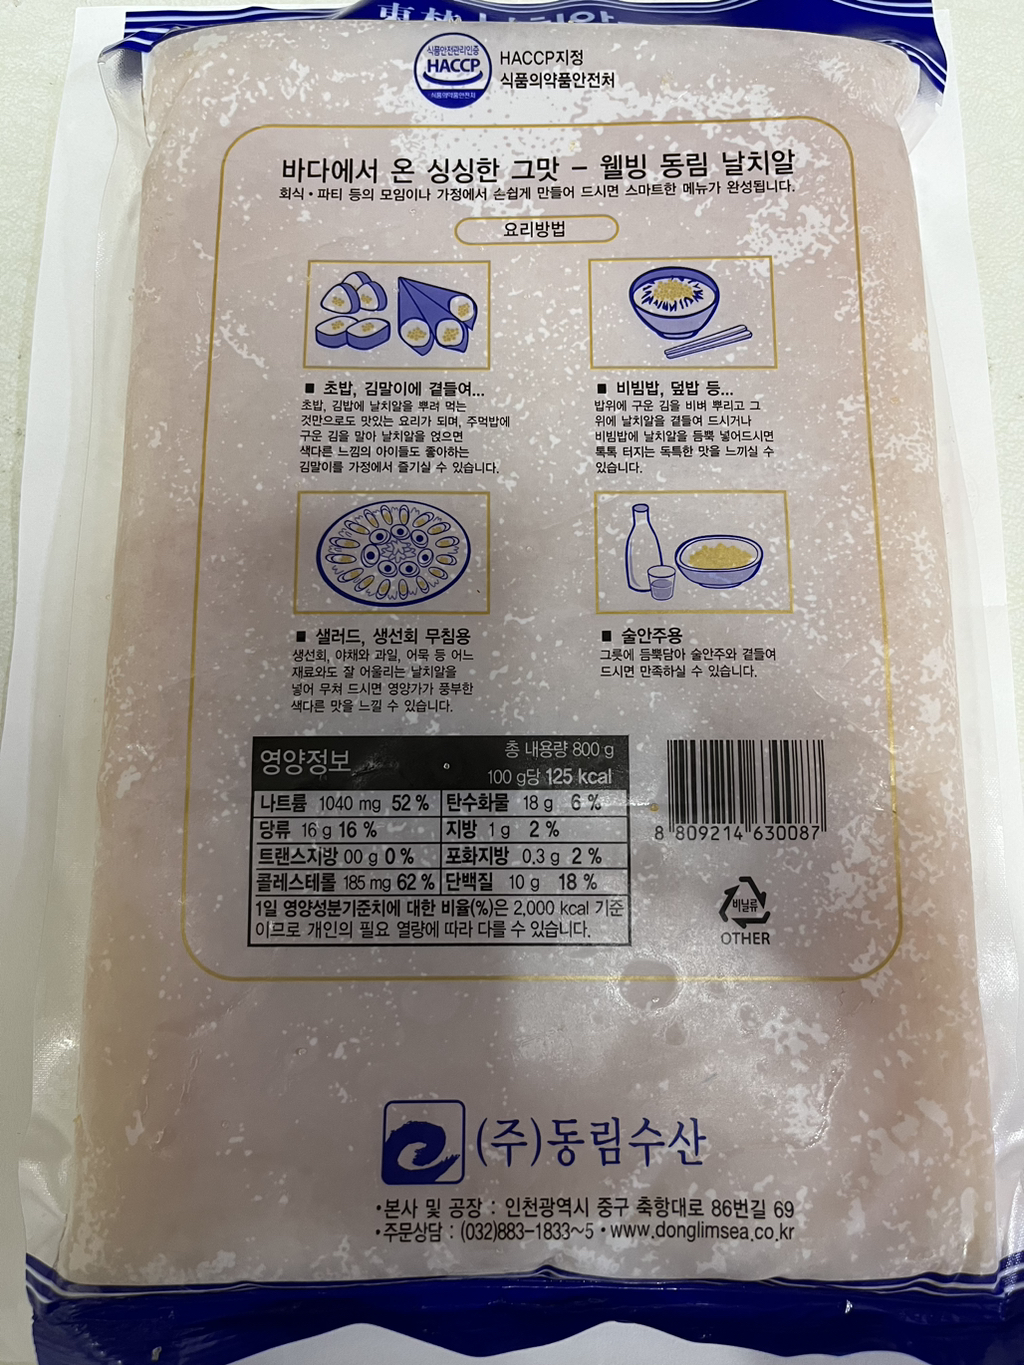 식품안전관리인증
HACCP
식품의약품안전처
HACCP지정
식품의약품안전처
바다에서 온 싱싱한 그맛 – 웰빙 동림 날치알
회식 • 파티 등의 모임이나 가정에서 손쉽게 만들어 드시면 스마트한 메뉴가 완성됩니다.
요리방법
■ 초밥, 김말이에 곁들여...
초밥, 김밥에 날치알을 뿌려 먹는
것만으로도 맛있는 요리가 되며, 주먹밥에
구운 김을 말아 날치알을 얹으면
색다른 느낌의 아이들도 좋아하는
김말이를 가정에서 즐기실 수 있습니다.
■ 비빔밥, 덮밥 등...
밥위에 구운 김을 비벼 뿌리고 그
위에 날치알을 곁들여 드시거나
비빔밥에 날치알을 듬뿍 넣어드시면
톡톡 터지는 독특한 맛을 느끼실 수
있습니다.
■ 샐러드, 생선회 무침용
생선회, 야채와 과일, 어묵 등 어느
재료와도 잘 어울리는 날치알을
넣어 무쳐 드시면 영양가가 풍부한
색다른 맛을 느낄 수 있습니다.
■ 술안주용
그릇에 듬뿍담아 술안주와 곁들여
드시면 만족하실 수 있습니다.
영양정보
총 내용량 800 g
100 g당 125 kcal
나트륨 1040 mg 52 % 탄수화물 18 g 6 %
당류 16 g 16 % 지방 1 g 2 %
트랜스지방 00 g 0 % 포화지방 0.3 g 2 %
콜레스테롤 185 mg 62 % 단백질 10 g 18 %
1일 영양성분기준치에 대한 비율(%)은 2,000 kcal 기준
이므로 개인의 필요 열량에 따라 다를 수 있습니다.
8 809214 630087
비닐류
OTHER
(주)동림수산
•본사 및 공장 : 인천광역시 중구 축항대로 86번길 69
•주문상담 : (032)883-1833~5 • www.donglimsea.co.kr